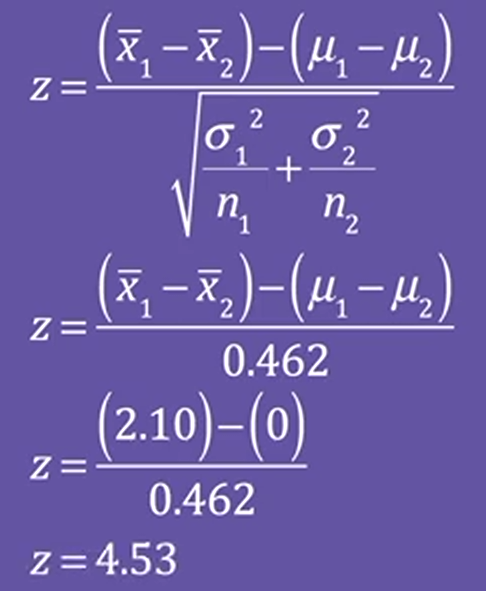 z = (x̄₁ − x̄₂) − (μ₁ − μ₂) / √(σ₁²/n₁ + σ₂²/n₂)
z = (x̄₁ − x̄₂) − (μ₁ − μ₂) / 0.462
z = (2.10) − (0) / 0.462
z = 4.53